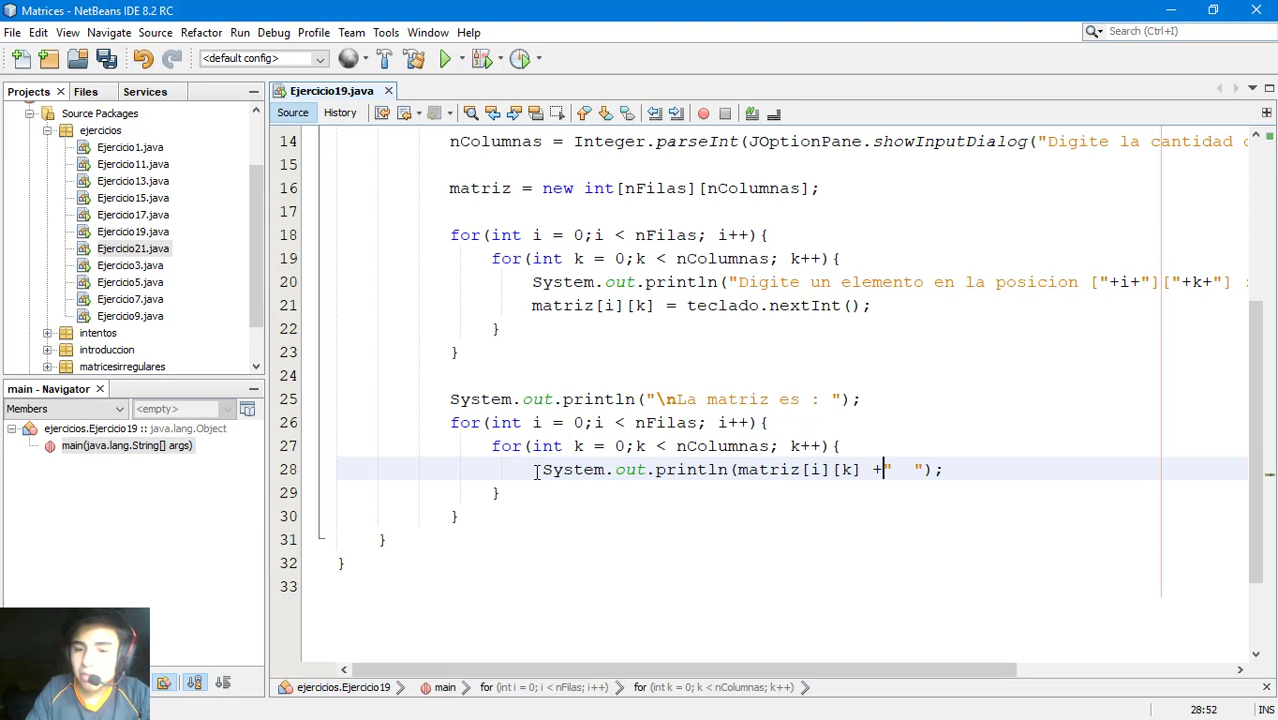 Matrices - NetBeans IDE 8.2 RC
File Edit View Navigate Source Refactor Run Debug Profile Team Tools Window Help
Search (Ctrl+I)
<default config>
Projects Files Services
Ejercicio19.java
Source History
Source Packages
ejercicios
Ejercicio1.java
Ejercicio11.java
Ejercicio13.java
Ejercicio15.java
Ejercicio17.java
Ejercicio19.java
Ejercicio21.java
Ejercicio3.java
Ejercicio5.java
Ejercicio7.java
Ejercicio9.java
intentos
introduccion
matricesirregulares
main - Navigator
Members <empty>
ejercicios.Ejercicio19 :: java.lang.Object
main(java.lang.String[] args)
14 nColumnas = Integer.parseInt(JOptionPane.showInputDialog("Digite la cantidad
15
16 matriz = new int[nFilas][nColumnas];
17
18 for(int i = 0;i < nFilas; i++){
19 for(int k = 0;k < nColumnas; k++){
20 System.out.println("Digite un elemento en la posicion ["+i+"]["+k+"] :
21 matriz[i][k] = teclado.nextInt();
22 }
23 }
24
25 System.out.println("\nLa matriz es : ");
26 for(int i = 0;i < nFilas; i++){
27 for(int k = 0;k < nColumnas; k++){
28 System.out.println(matriz[i][k] +"  ");
29 }
30 }
31 }
32 }
33
ejercicios.Ejercicio19 main for (int i = 0; i < nFilas; i++) for (int k = 0; k < nColumnas; k++)
28:52 INS